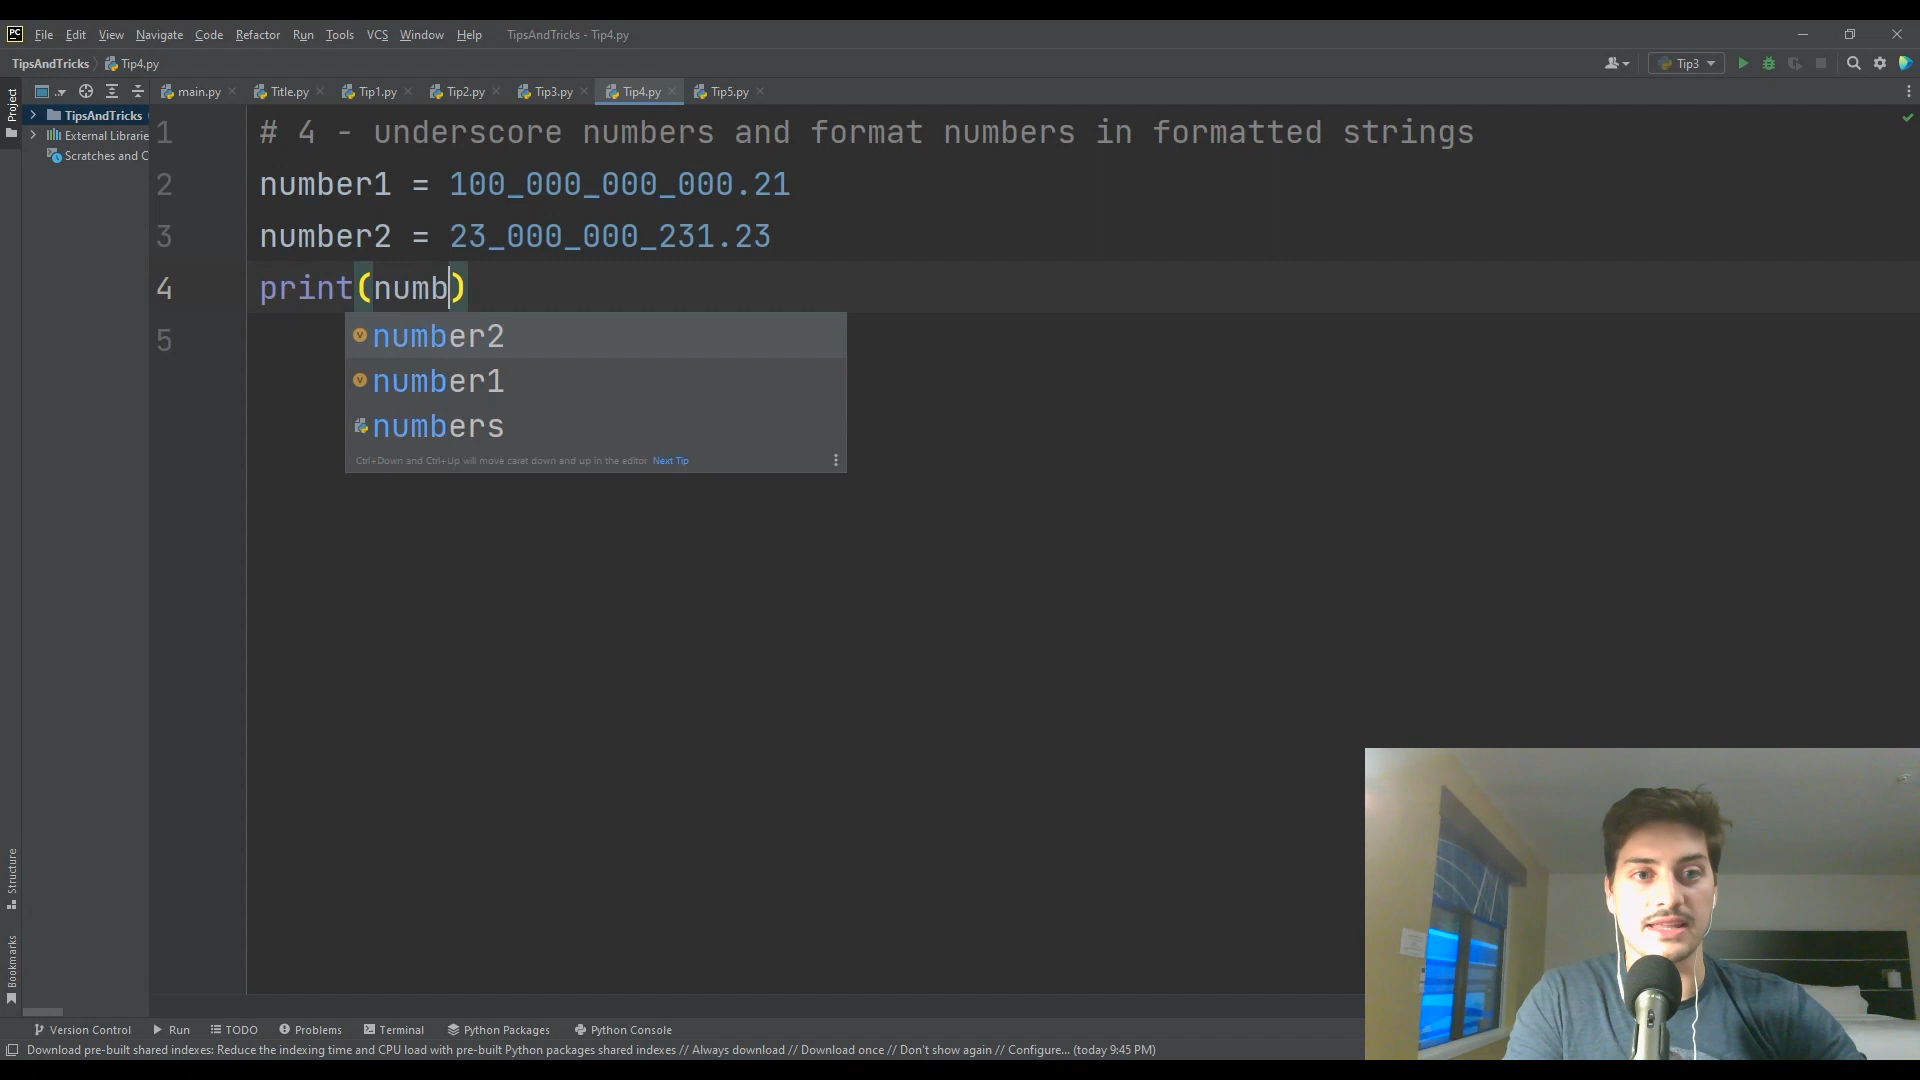 PC File Edit View Navigate Code Refactor Run Tools VCS Window Help TipsAndTricks - Tip4.py
TipsAndTricks Tip4.py Tip3
main.py Title.py Tip1.py Tip2.py Tip3.py Tip4.py Tip5.py
Project
TipsAndTricks
External Librarie
Scratches and C
Structure
Bookmarks
1 # 4 - underscore numbers and format numbers in formatted strings
2 number1 = 100_000_000_000.21
3 number2 = 23_000_000_231.23
4 print(numb)
5
number2
number1
numbers
Ctrl+Down and Ctrl+Up will move caret down and up in the editor Next Tip
Version Control Run TODO Problems Terminal Python Packages Python Console
Download pre-built shared indexes: Reduce the indexing time and CPU load with pre-built Python packages shared indexes // Always download // Download once // Don't show again // Configure... (today 9:45 PM)